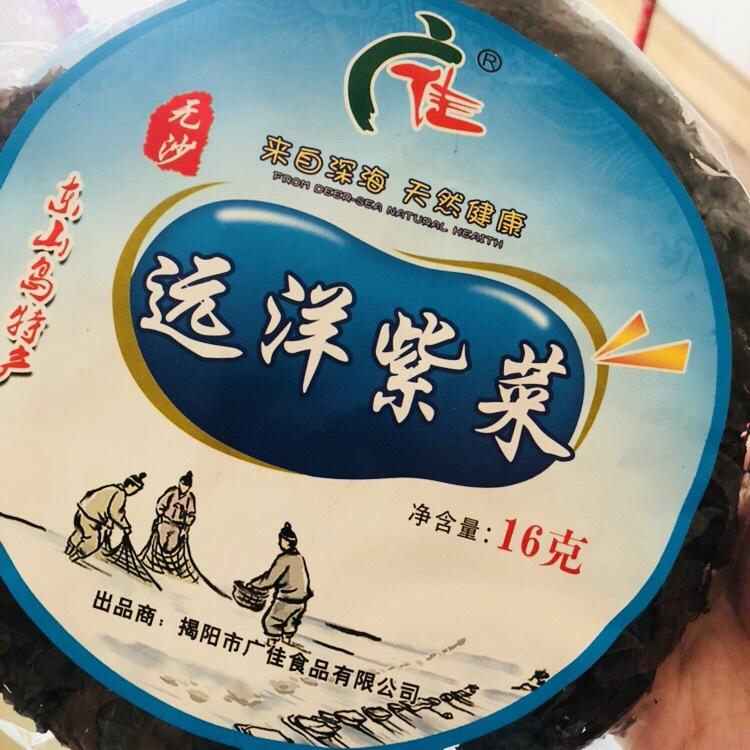 广佳®
无沙
来自深海 天然健康
FROM DEER-SEA NATURAL HEAITH
东山岛特产
远洋紫菜
净含量:16克
出品商:揭阳市广佳食品有限公司